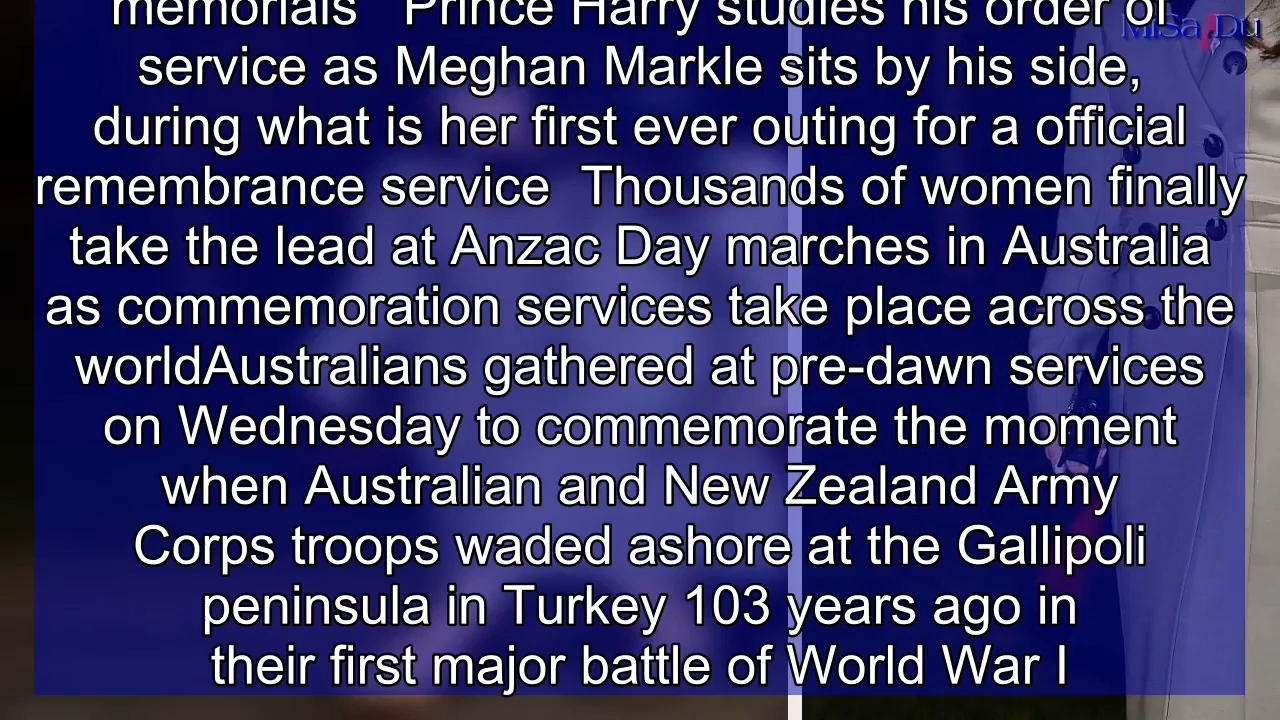 memorials   Prince Harry studies his order of
MiSa Du
service as Meghan Markle sits by his side,
during what is her first ever outing for a official
remembrance service  Thousands of women finally
take the lead at Anzac Day marches in Australia
as commemoration services take place across the
worldAustralians gathered at pre-dawn services
on Wednesday to commemorate the moment
when Australian and New Zealand Army
Corps troops waded ashore at the Gallipoli
peninsula in Turkey 103 years ago in
their first major battle of World War I